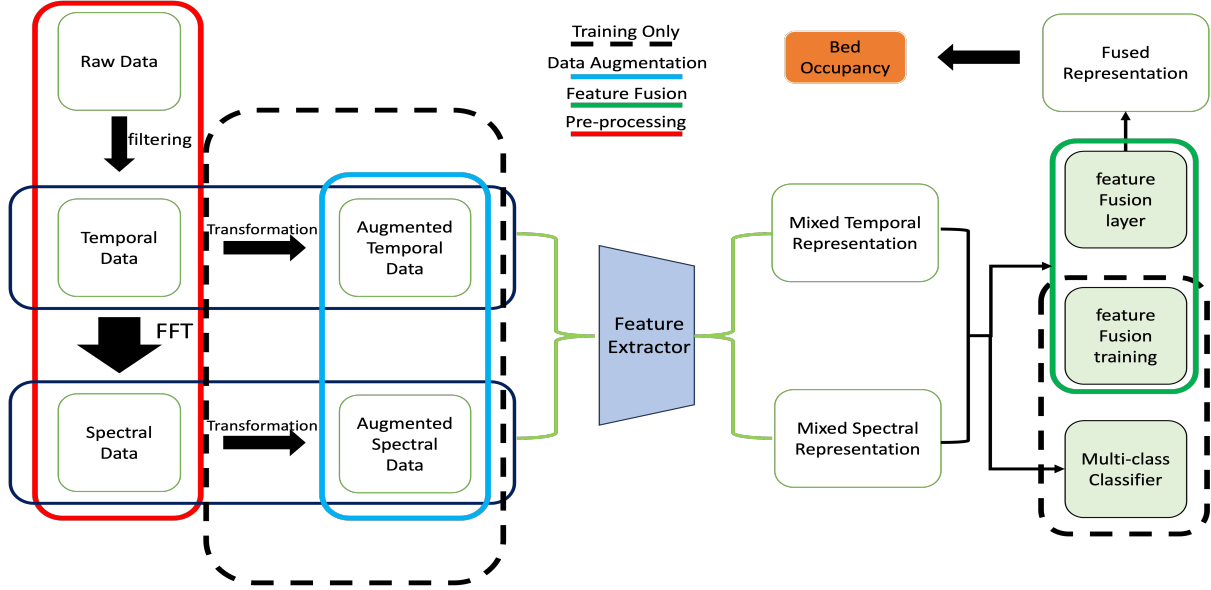 Raw Data
filtering
Temporal
Data
Transformation
Augmented
Temporal
Data
FFT
Spectral
Data
Transformation
Augmented
Spectral
Data
Training Only
Data Augmentation
Feature Fusion
Pre-processing
Feature
Extractor
Mixed Temporal
Representation
Mixed Spectral
Representation
Bed
Occupancy
Fused
Representation
feature
Fusion
layer
feature
Fusion
training
Multi-class
Classifier